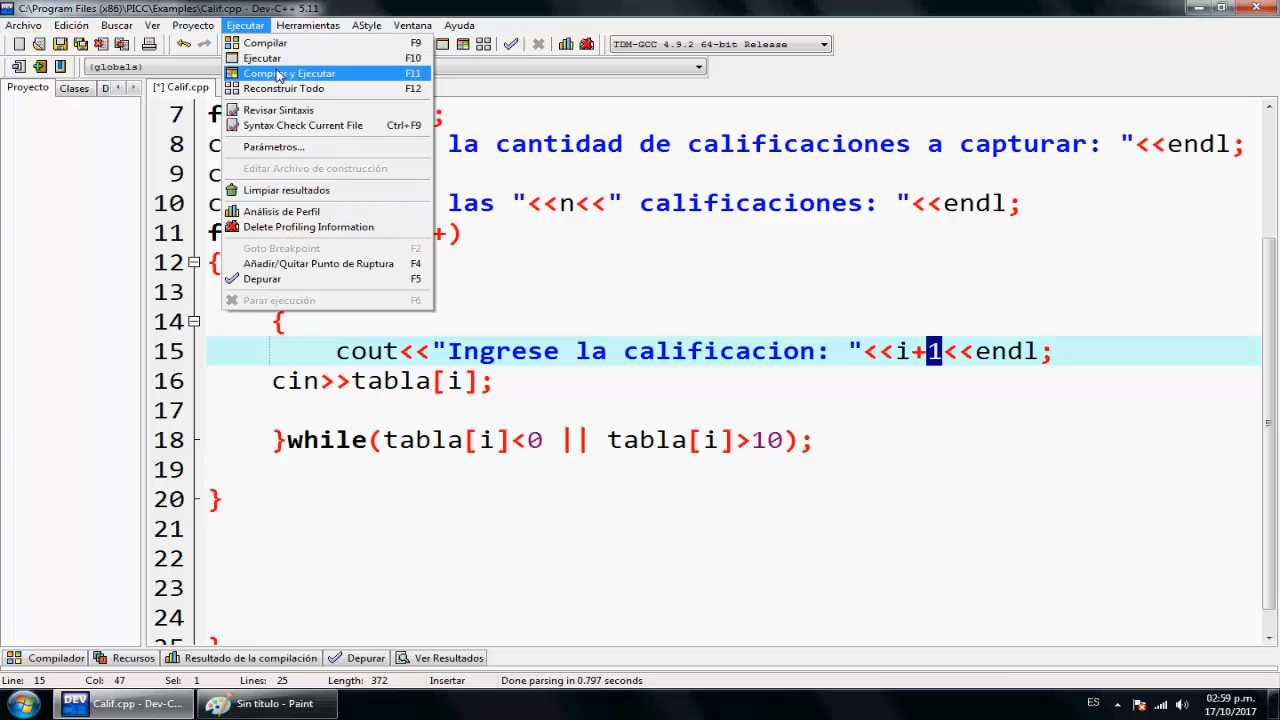 C:\Program Files (x86)\PICC\Examples\Calif.cpp - Dev-C++ 5.11
Archivo Edición Buscar Ver Proyecto Ejecutar Herramientas AStyle Ventana Ayuda
Compilar F9
TDM-GCC 4.9.2 64-bit Release
Ejecutar F10
(globals)
Compilar y Ejecutar F11
Proyecto Clases D
[*] Calif.cpp
Reconstruir Todo F12
Revisar Sintaxis
7 f ;
Syntax Check Current File Ctrl+F9
8 c la cantidad de calificaciones a capturar: "<<endl;
Parámetros...
Editar Archivo de construcción
9 c
Limpiar resultados
10 c las "<<n<<" calificaciones: "<<endl;
Análisis de Perfil
Delete Profiling Information
11 f +)
Goto Breakpoint F2
12 {
Añadir/Quitar Punto de Ruptura F4
Depurar F5
13
Parar ejecución F6
14 {
15 cout<<"Ingrese la calificacion: "<<i+1<<endl;
16 cin>>tabla[i];
17
18 }while(tabla[i]<0 || tabla[i]>10);
19
20 }
21
22
23
24
25 }
Compilador Recursos Resultado de la compilación Depurar Ver Resultados
Line: 15 Col: 47 Sel: 1 Lines: 25 Length: 372 Insertar Done parsing in 0.797 seconds
DEV Calif.cpp - Dev-C... Sin título - Paint ES 02:59 p.m.
17/10/2017